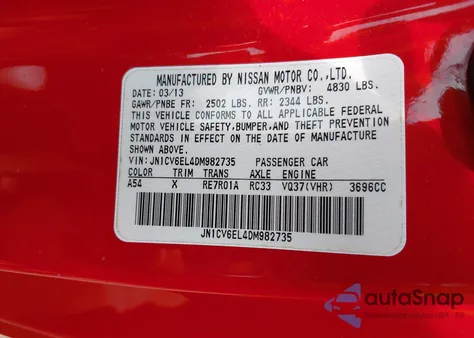 MANUFACTURED BY NISSAN MOTOR CO.,LTD.
DATE: 03/13 GVWR/PNBV: 4830 LBS.
GAWR/PNBE FR: 2502 LBS. RR: 2344 LBS.
THIS VEHICLE CONFORMS TO ALL APPLICABLE FEDERAL
MOTOR VEHICLE SAFETY,BUMPER,AND THEFT PREVENTION
STANDARDS IN EFFECT ON THE DATE OF MANUFACTURE
SHOWN ABOVE.
VIN: JN1CV6EL4DM982735 PASSENGER CAR
COLOR TRIM TRANS AXLE ENGINE
A54 X RE7R01A RC33 VQ37(VHR) 3696CC
JN1CV6EL4DM982735
autoSnap